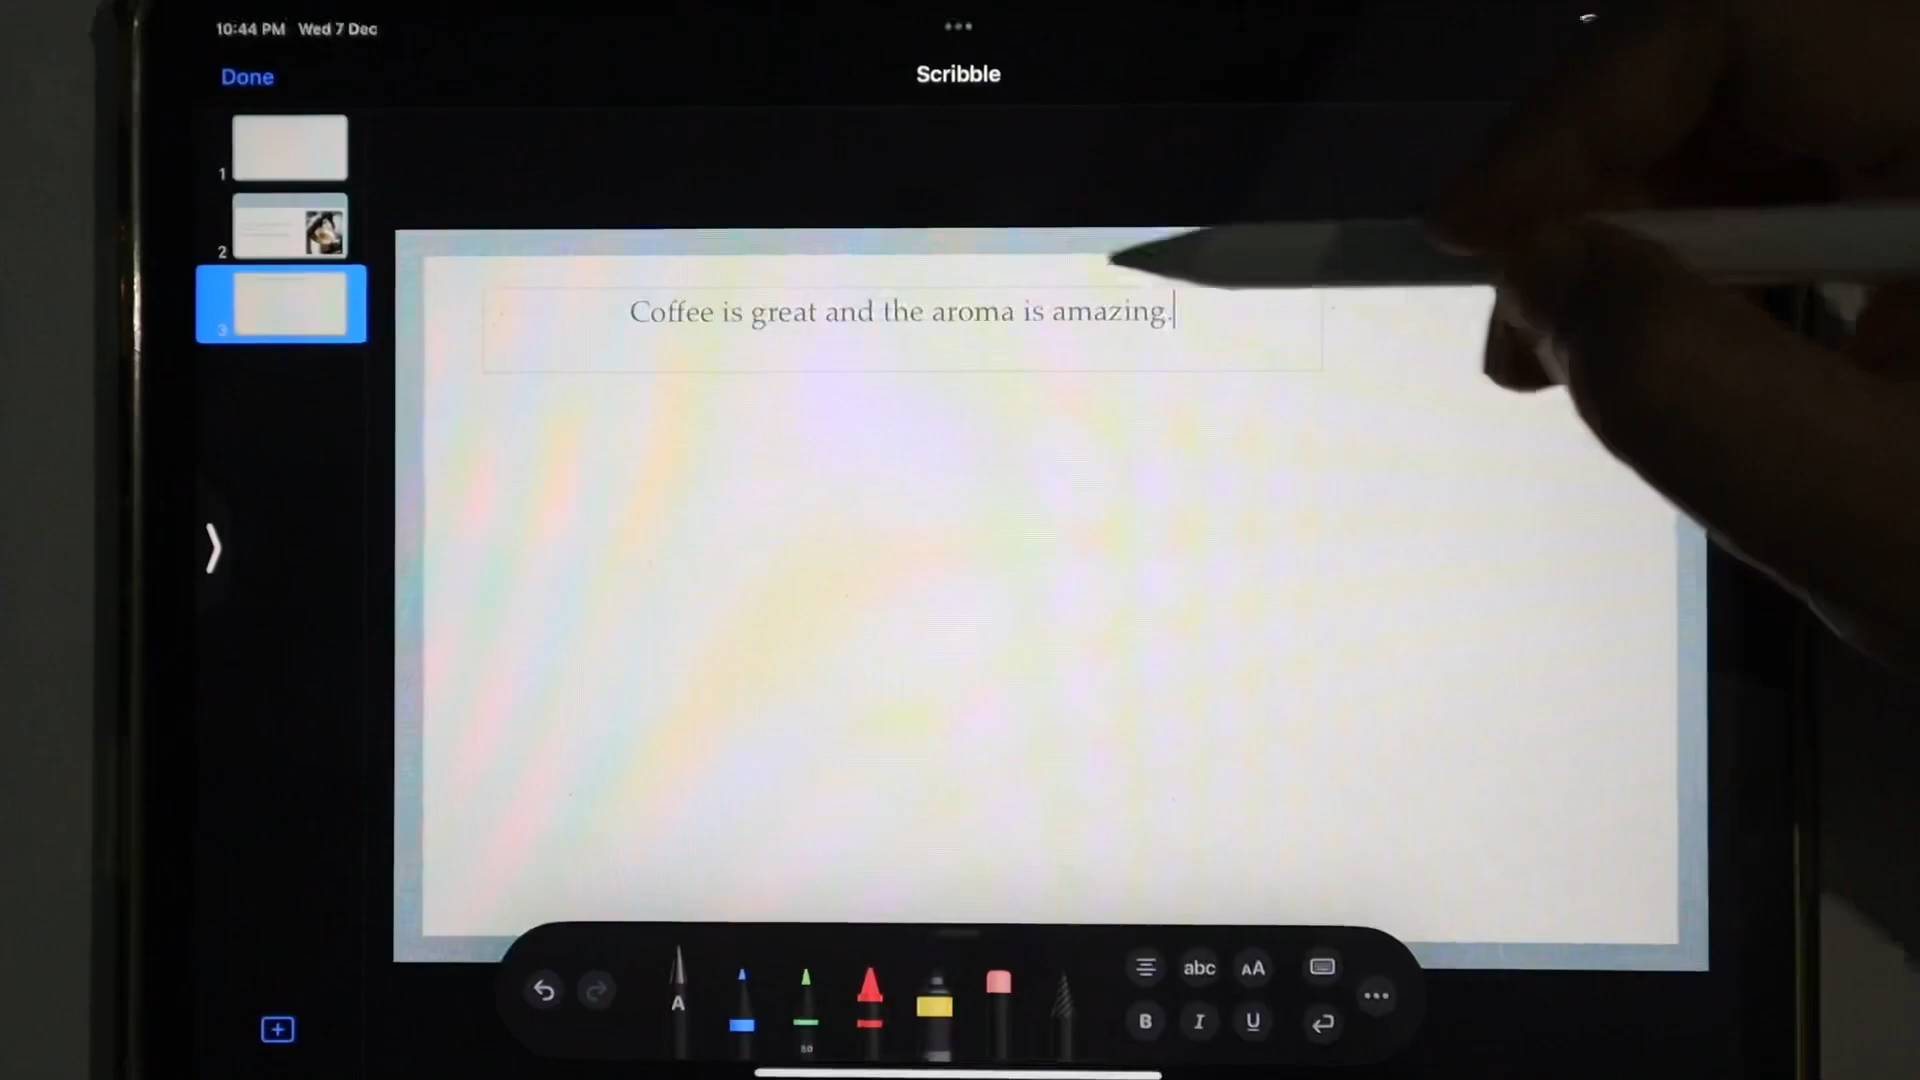 10:44 PM Wed 7 Dec
Done
Scribble
1
2
3
Coffee is great and the aroma is amazing.
A
50
abc
AA
B
I
U